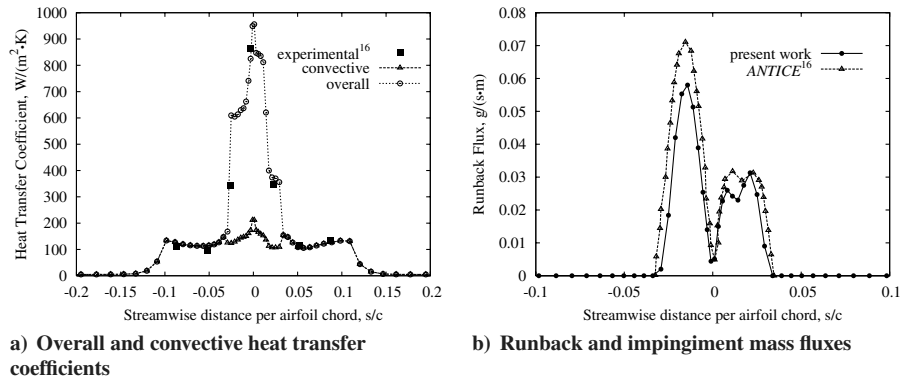 1000
900
800
700
600
500
400
300
200
100
0
Heat Transfer Coefficient, W/(m²•K)
experimental¹⁶
convective
overall
-0.2 -0.15 -0.1 -0.05 0 0.05 0.1 0.15 0.2
Streamwise distance per airfoil chord, s/c
a) Overall and convective heat transfer
coefficients
0.08
0.07
0.06
0.05
0.04
0.03
0.02
0.01
0
Runback Flux, g/(s•m)
present work
ANTICE¹⁶
-0.1 -0.05 0 0.05 0.1
Streamwise distance per airfoil chord, s/c
b) Runback and impingiment mass fluxes